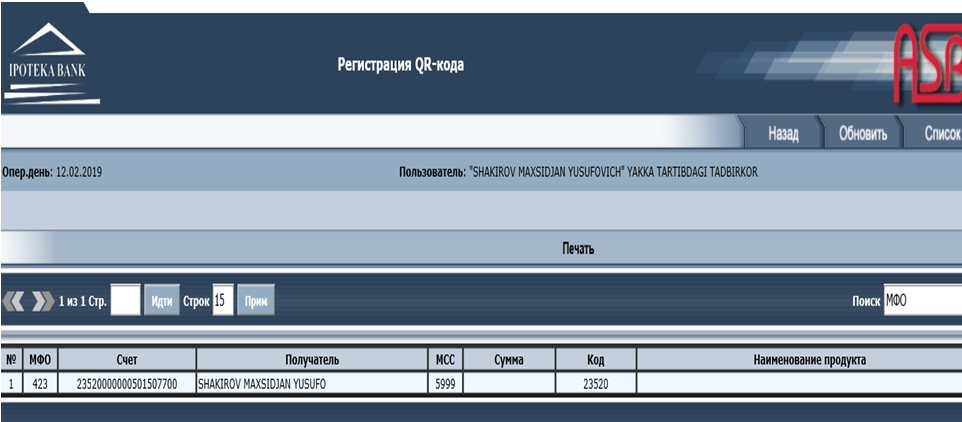 IPOTEKA BANK
Регистрация QR-кода
Назад Обновить Список
Опер.день: 12.02.2019 Пользователь: "SHAKIROV MAXSIDJAN YUSUFOVICH" YAKKA TARTIBDAGI TADBIRKOR
Печать
1 из 1 Стр. Идти Строк 15 Прим Поиск МФО
№ МФО Счет Получатель МСС Сумма Код Наименование продукта
1 423 23520000000501507700 SHAKIROV MAXSIDJAN YUSUFO 5999 23520